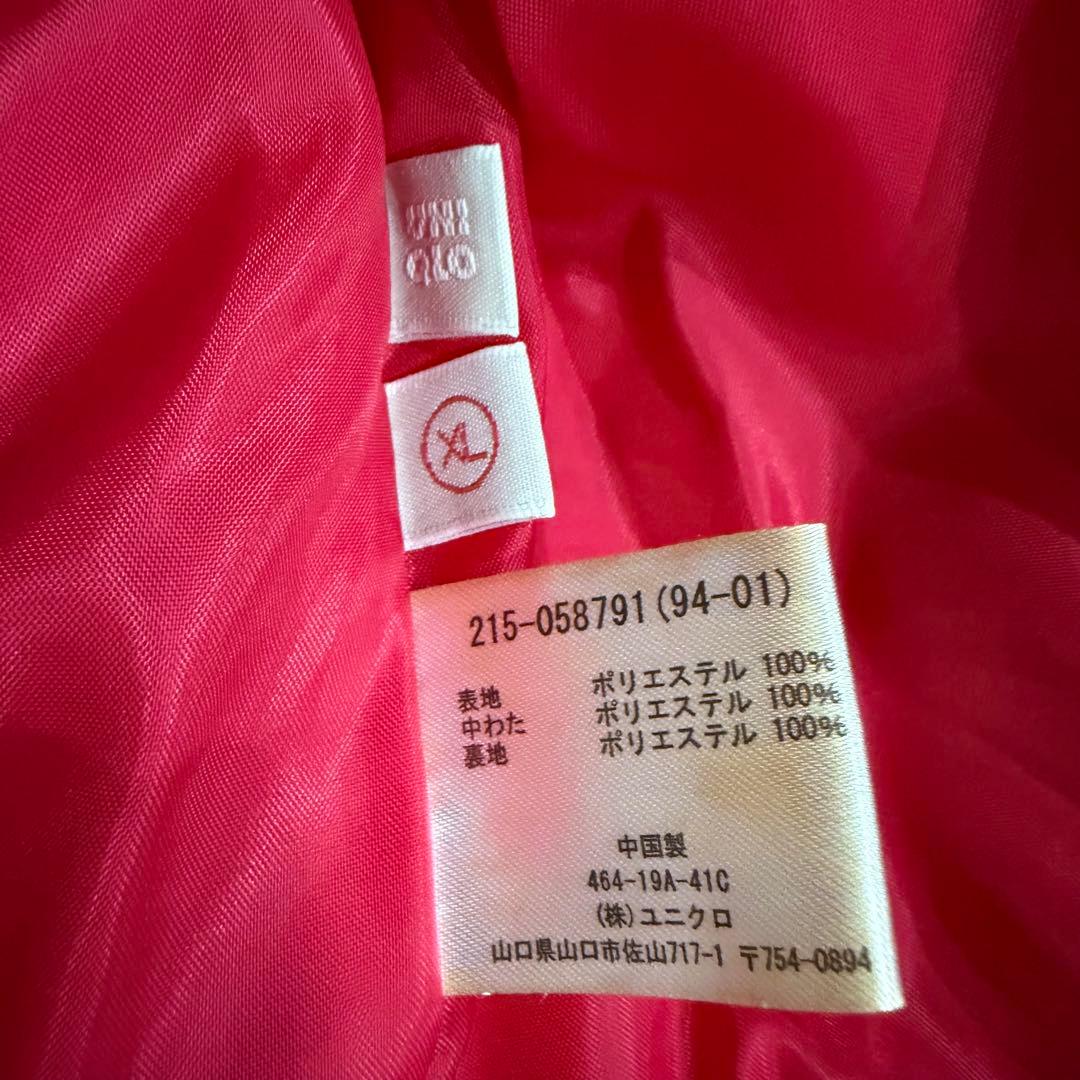 UNI
QLO
XL
215-058791(94-01)
表地 ポリエステル 100%
中わた ポリエステル 100%
裏地 ポリエステル 100%
中国製
464-19A-41C
(株)ユニクロ
山口県山口市佐山717-1 〒754-0894